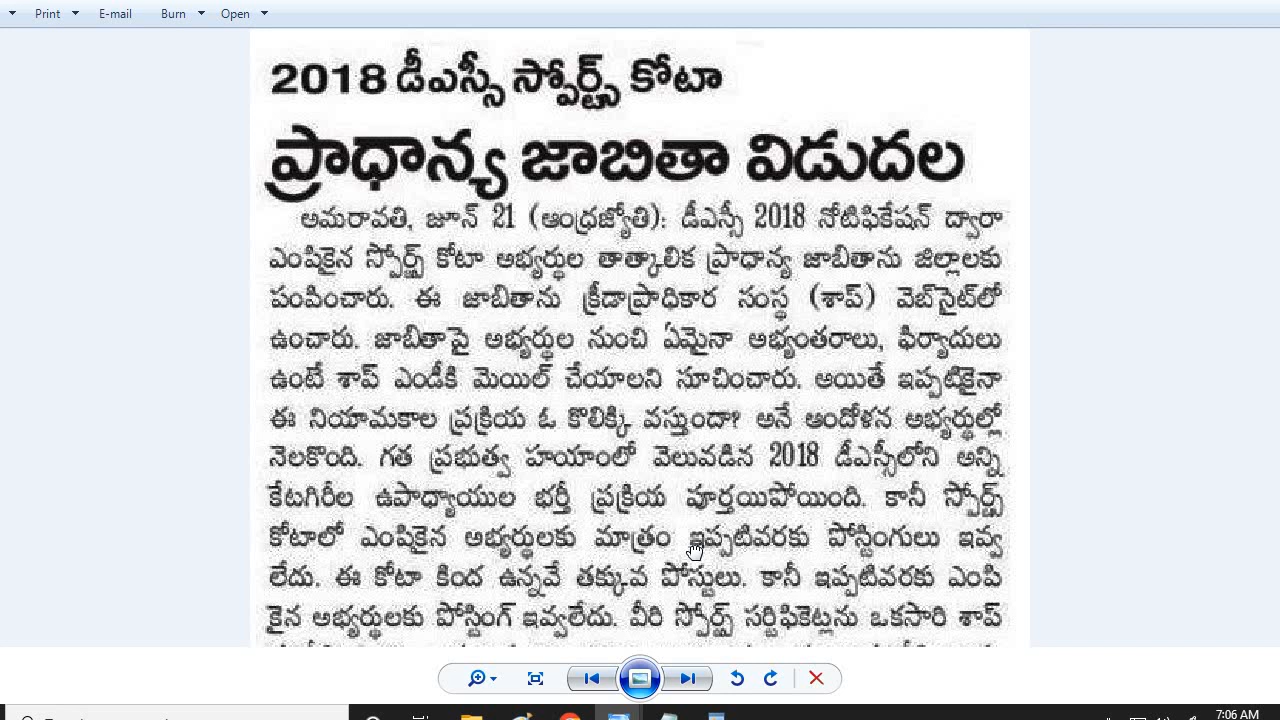 Print E-mail Burn Open
2018 డీఎస్సీ స్పోర్ట్స్ కోటా
ప్రాధాన్య జాబితా విడుదల
అమరావతి, జూన్ 21 (ఆంధ్రజ్యోతి): డీఎస్సీ 2018 నోటిఫికేషన్ ద్వారా
ఎంపికైన స్పోర్ట్స్ కోటా అభ్యర్థుల తాత్కాలిక ప్రాధాన్య జాబితాను జిల్లాలకు
పంపించారు. ఈ జాబితాను క్రీడాప్రాధికార సంస్థ (శాప్) వెబ్‌సైట్‌లో
ఉంచారు. జాబితాపై అభ్యర్థుల నుంచి ఏమైనా అభ్యంతరాలు, ఫిర్యాదులు
ఉంటే శాప్ ఎండీకి మెయిల్ చేయాలని సూచించారు. అయితే ఇప్పటికైనా
ఈ నియామకాల ప్రక్రియ ఓ కొలిక్కి వస్తుందా? అనే ఆందోళన అభ్యర్థుల్లో
నెలకొంది. గత ప్రభుత్వ హయాంలో వెలువడిన 2018 డీఎస్సీలోని అన్ని
కేటగిరీల ఉపాధ్యాయుల భర్తీ ప్రక్రియ పూర్తయిపోయింది. కానీ స్పోర్ట్స్
కోటాలో ఎంపికైన అభ్యర్థులకు మాత్రం ఇప్పటివరకు పోస్టింగులు ఇవ్వ
లేదు. ఈ కోటా కింద ఉన్నవే తక్కువ పోస్టులు. కానీ ఇప్పటివరకు ఎంపి
కైన అభ్యర్థులకు పోస్టింగ్ ఇవ్వలేదు. వీరి స్పోర్ట్స్ సర్టిఫికెట్లను ఒకసారి శాప్
7:06 AM